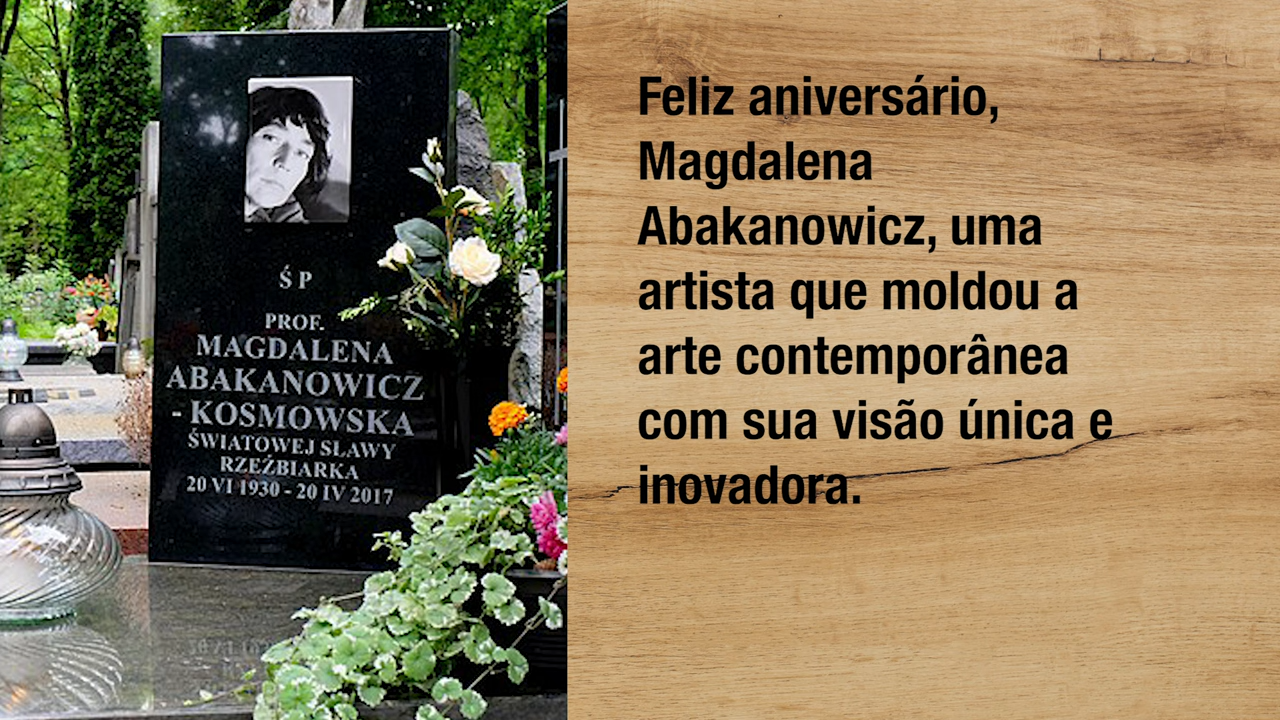 Ś P
PROF.
MAGDALENA
ABAKANOWICZ
- KOSMOWSKA
ŚWIATOWEJ SŁAWY
RZEŹBIARKA
20 VI 1930 - 20 IV 2017
Feliz aniversário,
Magdalena
Abakanowicz, uma
artista que moldou a
arte contemporânea
com sua visão única e
inovadora.